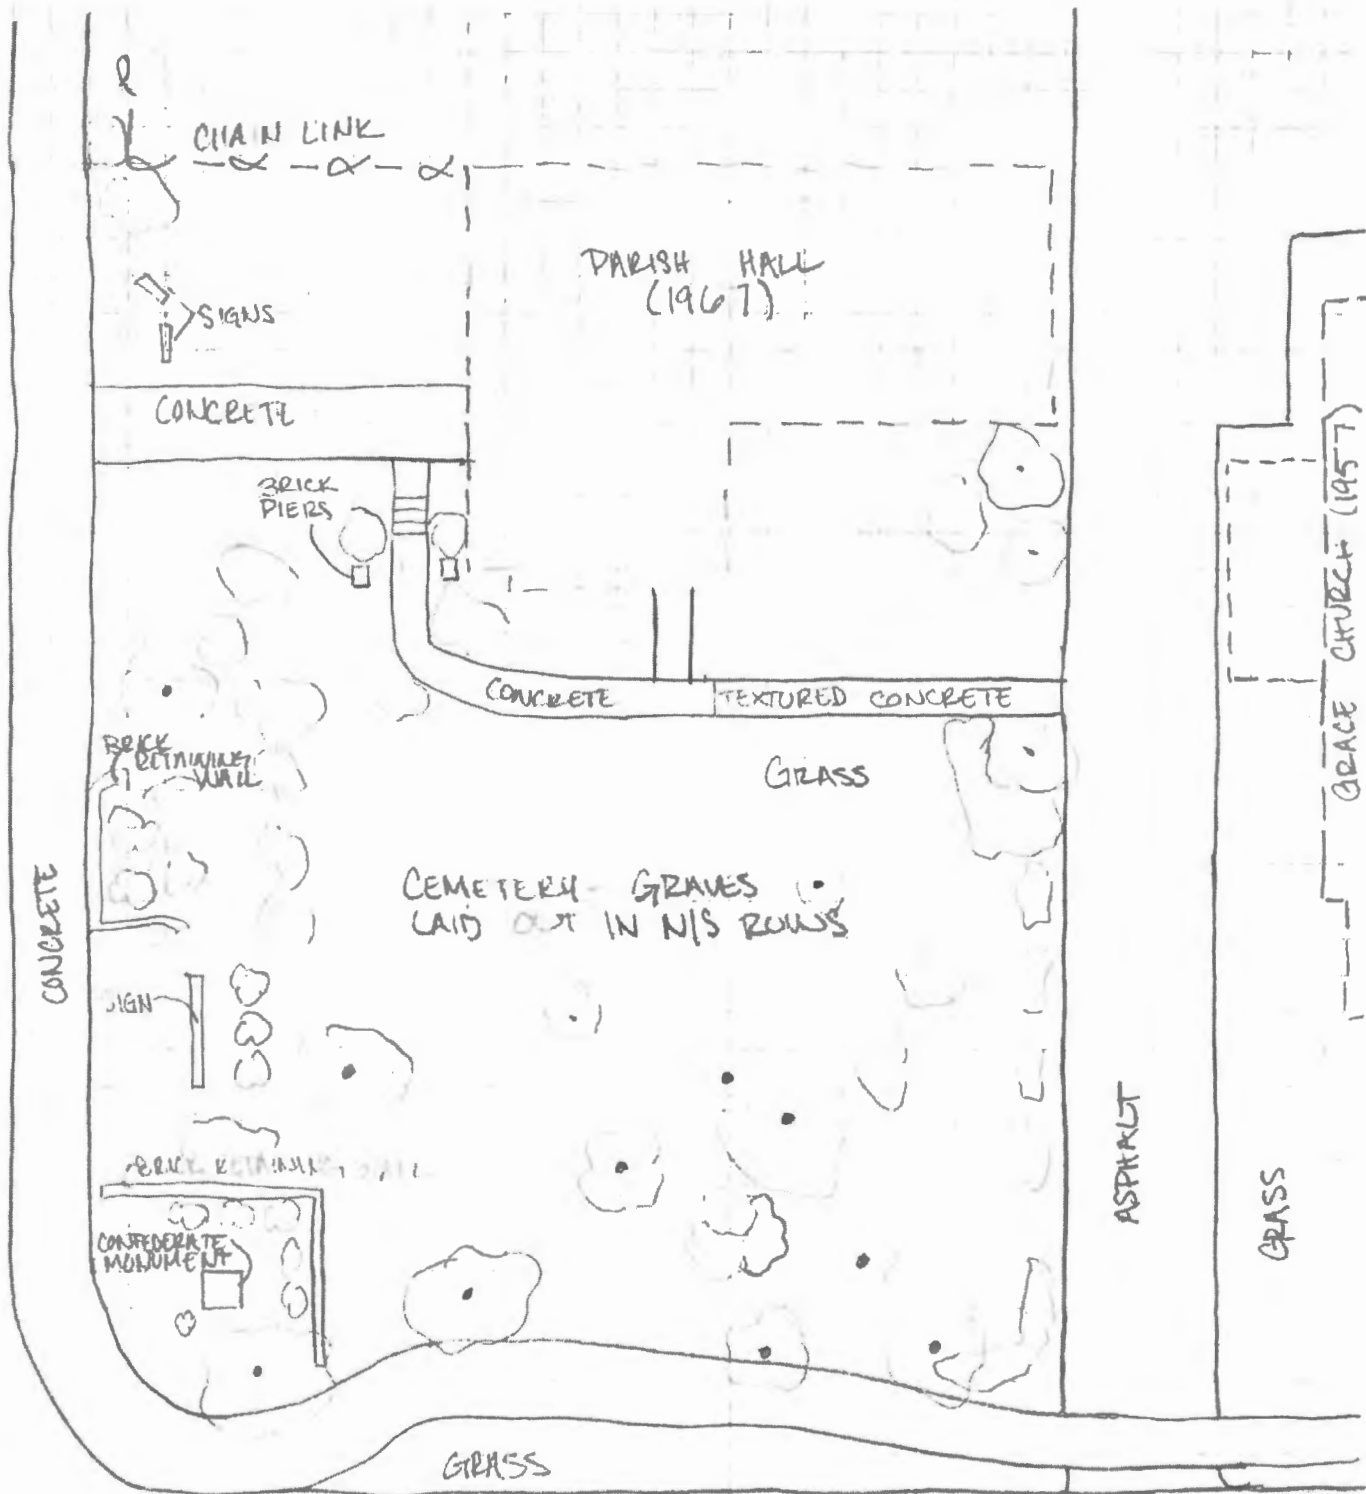 CHAIN LINK
PARISH HALL
(1967)
SIGNS
CONCRETE
BRICK
PIERS
GRACE CHURCH (1957)
CONCRETE
TEXTURED CONCRETE
BRICK
RETAINING
WALL
GRASS
CONCRETE
CEMETERY - GRAVES
LAID OUT IN N/S ROWS
SIGN
ASPHALT
GRASS
BRICK RETAINING WALL
CONFEDERATE
MONUMENT
GRASS